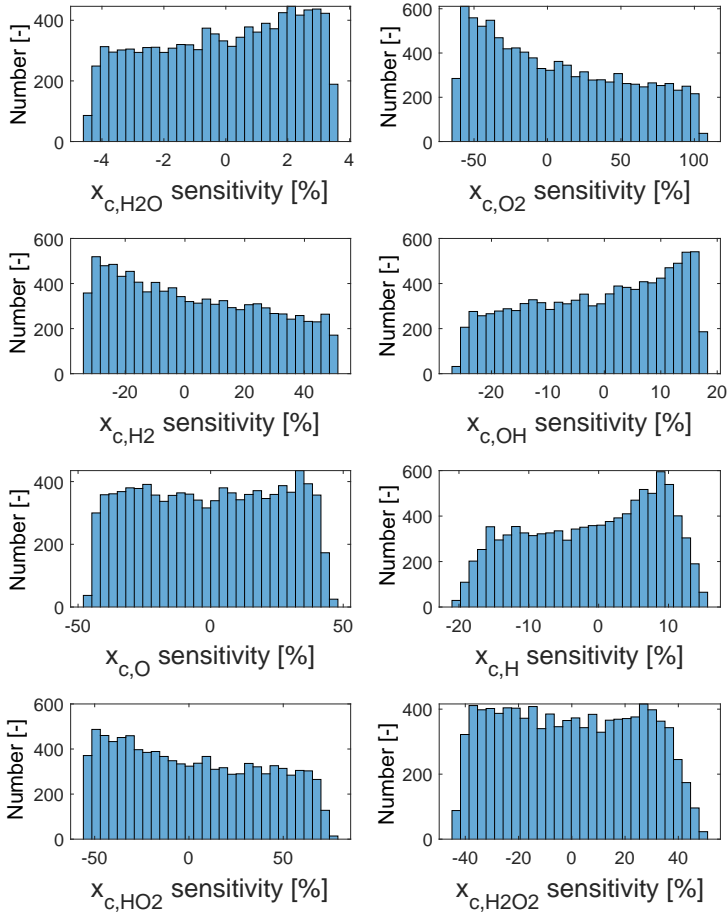 400
200
0
Number [-]
-4 -2 0 2 4
x_c,H2O sensitivity [%]
600
400
200
0
Number [-]
-50 0 50 100
x_c,O2 sensitivity [%]
600
400
200
0
Number [-]
-20 0 20 40
x_c,H2 sensitivity [%]
600
400
200
0
Number [-]
-20 -10 0 10 20
x_c,OH sensitivity [%]
400
200
0
Number [-]
-50 0 50
x_c,O sensitivity [%]
600
400
200
0
Number [-]
-20 -10 0 10
x_c,H sensitivity [%]
600
400
200
0
Number [-]
-50 0 50
x_c,HO2 sensitivity [%]
400
200
0
Number [-]
-40 -20 0 20 40
x_c,H2O2 sensitivity [%]